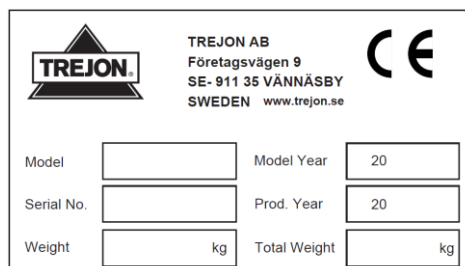 TREJON®
TREJON AB
Företagsvägen 9
SE- 911 35 VÄNNÄSBY
SWEDEN www.trejon.se
CE
Model
Model Year 20
Serial No.
Prod. Year 20
Weight kg
Total Weight kg